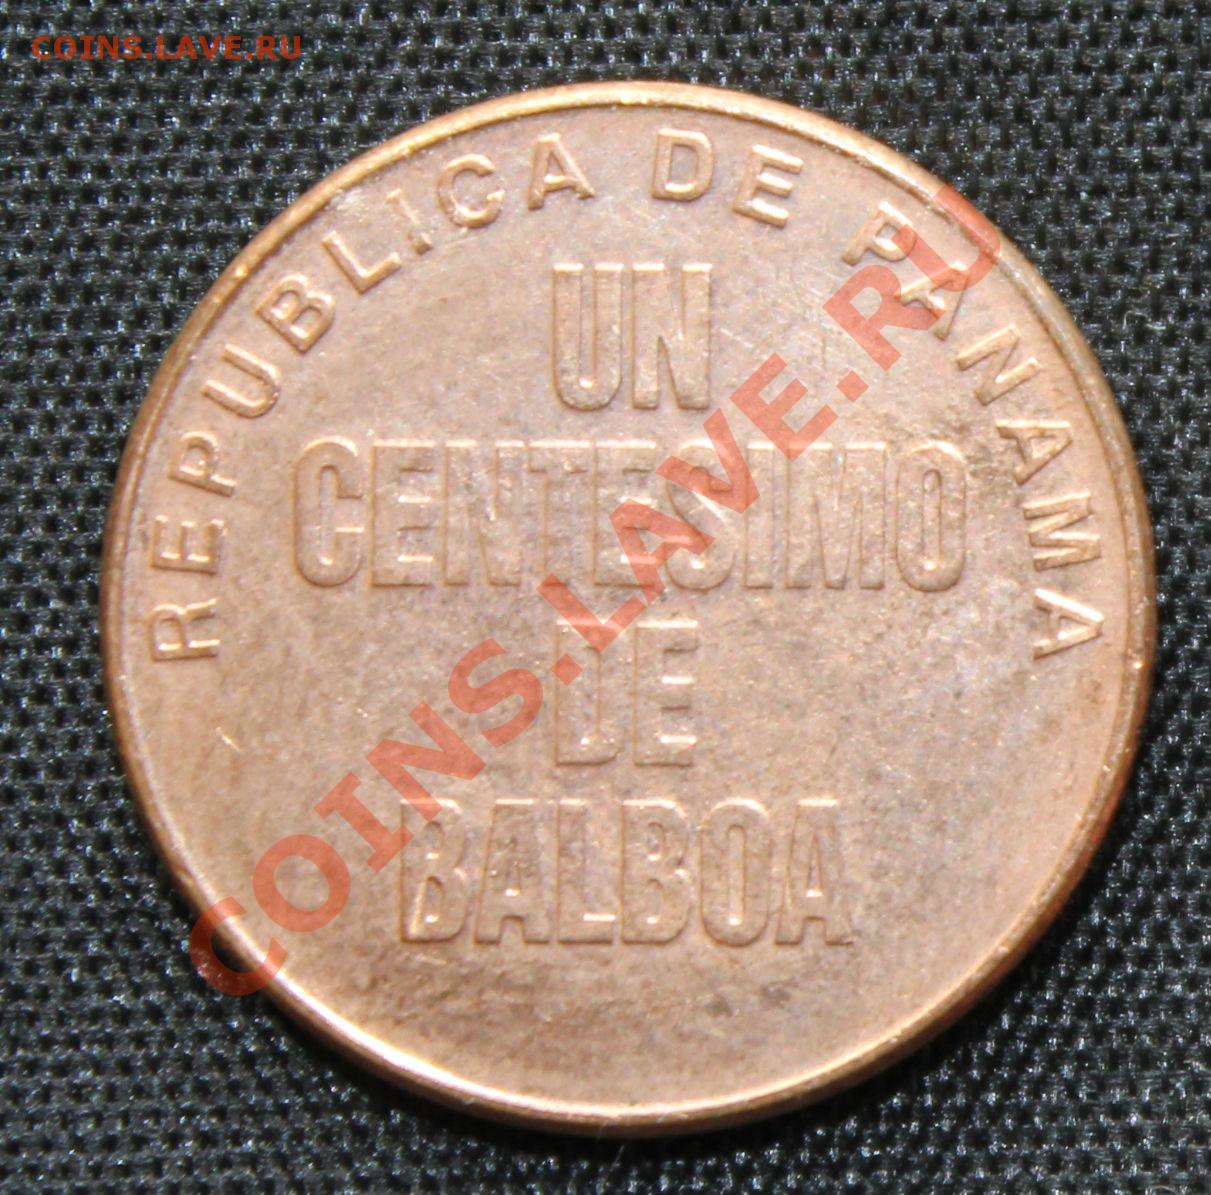 COINS.LAVE.RU
REPUBLICA DE PANAMA
UN
CENTESIMO
DE
BALBOA
COINS.LAVE.RU